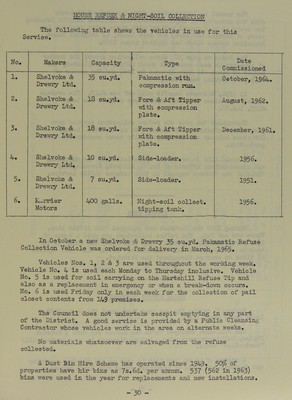 HOUSE REFUSE & NIGHT-SOIL COLLECTION
The following table shows the vehicles in use for this
Service.
No. Makers Capacity Type Date Commissioned
1. Shelvoke & Drewry Ltd. 35 cu.yd. Pakamatic with compression ram. October, 1964.
2. Shelvoke & Drewry Ltd. 18 cu.yd. Fore & Aft Tipper with compression plate. August, 1962.
3. Shelvoke & Drewry Ltd. 18 cu.yd. Fore & Aft Tipper with compression plate. December, 1961.
4. Shelvoke & Drewry Ltd. 10 cu.yd. Side-loader. 1956.
5. Shelvoke & Drewry Ltd. 7 cu.yd. Side-loader. 1951.
6. Karrier Motors 400 galls. Night-soil collect. tipping tank. 1956.
In October a new Shelvoke & Drewry 35 cu.yd. Pakamatic Refuse
Collection Vehicle was ordered for delivery in March, 1965.
Vehicles Nos. 1, 2 & 3 are used throughout the working week.
Vehicle No. 4 is used each Monday to Thursday inclusive. Vehicle
No. 5 is used for soil carrying on the Hartshill Refuse Tip and
also as a replacement in emergency or when a break-down occurs.
No. 6 is used Friday only in each week for the collection of pail
closet contents from 149 premises.
The Council does not undertake cesspit emptying in any part
of the District. A good service is provided by a Public Cleansing
Contractor whose vehicles work in the area on alternate weeks.
No materials whatsoever are salvaged from the refuse
collected.
A Dust Bin Hire Scheme has operated since 1949. 50% of
properties have hir bins as 7s.6d. per annum. 537 (562 in 1963)
bins were used in the year for replacements and new installations.
- 30 -